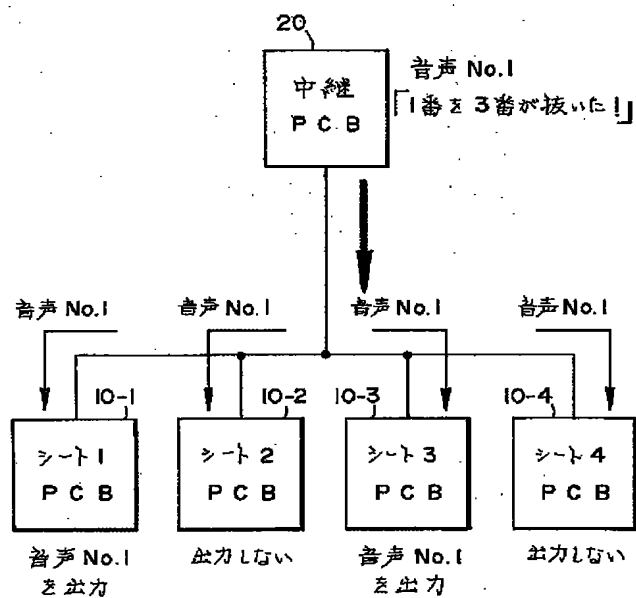 20
中継
PCB
音声 No.1
「1番を3番が抜いた!」
音声 No.1
音声 No.1
音声 No.1
音声 No.1
10-1
10-2
10-3
10-4
シート1
PCB
シート2
PCB
シート3
PCB
シート4
PCB
音声 No.1
を出力
出力しない
音声 No.1
を出力
出力しない